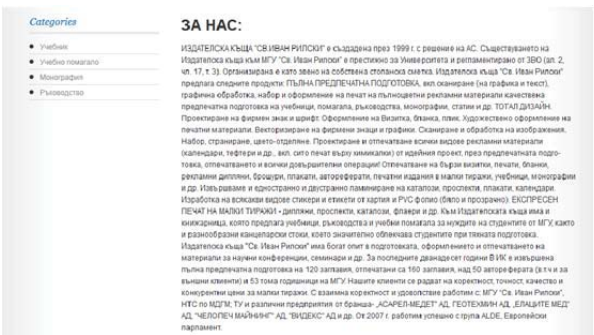 Categories
Учебник
Учебно помагало
Монография
Ръководство
ЗА НАС:
ИЗДАТЕЛСКА КЪЩА "СВ.ИВАН РИЛСКИ" е създадена през 1999 г. с решение на АС. Съществуването на
Издателска къща към МГУ "Св. Иван Рилски" е престижно за Университета и регламентирано от ЗВО (ал. 2,
чл. 17, т. 3). Организирана е като звено на собствена стопанска сметка. Издателска къща "Св. Иван Рилски"
предлага следните продукти: ПЪЛНА ПРЕДПЕЧАТНА ПОДГОТОВКА, вкл.сканиране (на графика и текст),
графична обработка, набор и оформление на печат на пълноцветни рекламни материали качествена
предпечатна подготовка на учебници, помагала, ръководства, монографии, статии и др. ТОТАЛ ДИЗАЙН.
Проектиране на фирмен знак и шрифт. Оформление на Визитка, бланка, плик. Художествено оформление на
печатни материали. Векторизиране на фирмени знаци и графики. Сканиране и обработка на изображения.
Набор, страниране, цвето-отделяне. Проектиране и отпечатване всички видове рекламни материали
(календари, тефтери и др., вкл. сито печат върху химикалки) от идейния проект, през предпечатната подго-
товка, отпечатването и всички довършителни операции! Отпечатване на бързи визитки, печати, бланки,
рекламни дипляни, брошури, плакати, автореферати, печатни издания в малки тиражи, учебници, монографии
и др. Извършваме и едностранно и двустранно ламиниране на каталози, проспекти, плакати, календари.
Изработка на всякакви видове стикери и етикети от хартия и PVC фолио (бяло и прозрачно). ЕКСПРЕСЕН
ПЕЧАТ НА МАЛКИ ТИРАЖИ - дипляни, проспекти, каталози, флаери и др. Към Издателската къща има и
книжарница, която предлага учебници, ръководства и учебни помагала за нуждите на студентите от МГУ, както
и разнообразни канцеларски стоки, което значително облекчава студентите при тяхната подготовка.
Издателска къща "Св. Иван Рилски" има богат опит в подготовката, оформлението и отпечатването на
материали за научни конференции, семинари и др. За последните дванадесет години В ИК е извършена:
пълна предпечатна подготовка на 120 заглавия, отпечатани са 160 заглавия, над 50 автореферата (в т.ч и за
външни клиенти) и 53 тома годишници на МГУ. Нашите клиенти се радват на коректност, точност, качество и
конкурентни цени за малки тиражи. С взаимна коректност и удоволствие работим с: МГУ "Св. Иван Рилски",
НТС по МДГМ, ТУ и различни предприятия от бранша- „АСАРЕЛ-МЕДЕТ" АД, ГЕОТЕХМИН АД, „ЕЛАЦИТЕ МЕД"
АД, "ЧЕЛОПЕЧ МАЙНИНГ" АД, "ВИДЕКС" АД и др. От 2007 г. работим успешно с група ALDE, Европейски
парламент.